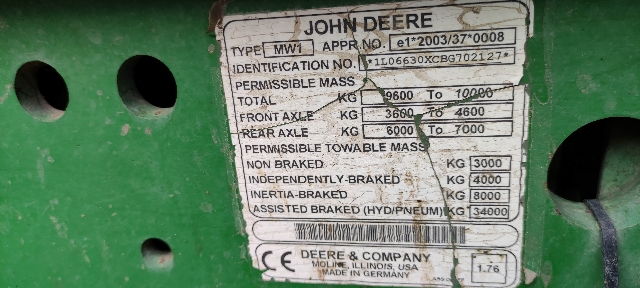 JOHN DEERE
TYPE MW1 APPR.NO. e1*2003/37*0008
IDENTIFICATION NO. *1L06630XCBG702127*
PERMISSIBLE MASS
TOTAL KG 9600 To 10000
FRONT AXLE KG 3600 To 4600
REAR AXLE KG 6000 To 7000
PERMISSIBLE TOWABLE MASS
NON BRAKED KG 3000
INDEPENDENTLY-BRAKED KG 4000
INERTIA-BRAKED KG 8000
ASSISTED BRAKED (HYD/PNEUM) KG 34000
CE DEERE & COMPANY
MOLINE, ILLINOIS, USA
MADE IN GERMANY
1.76